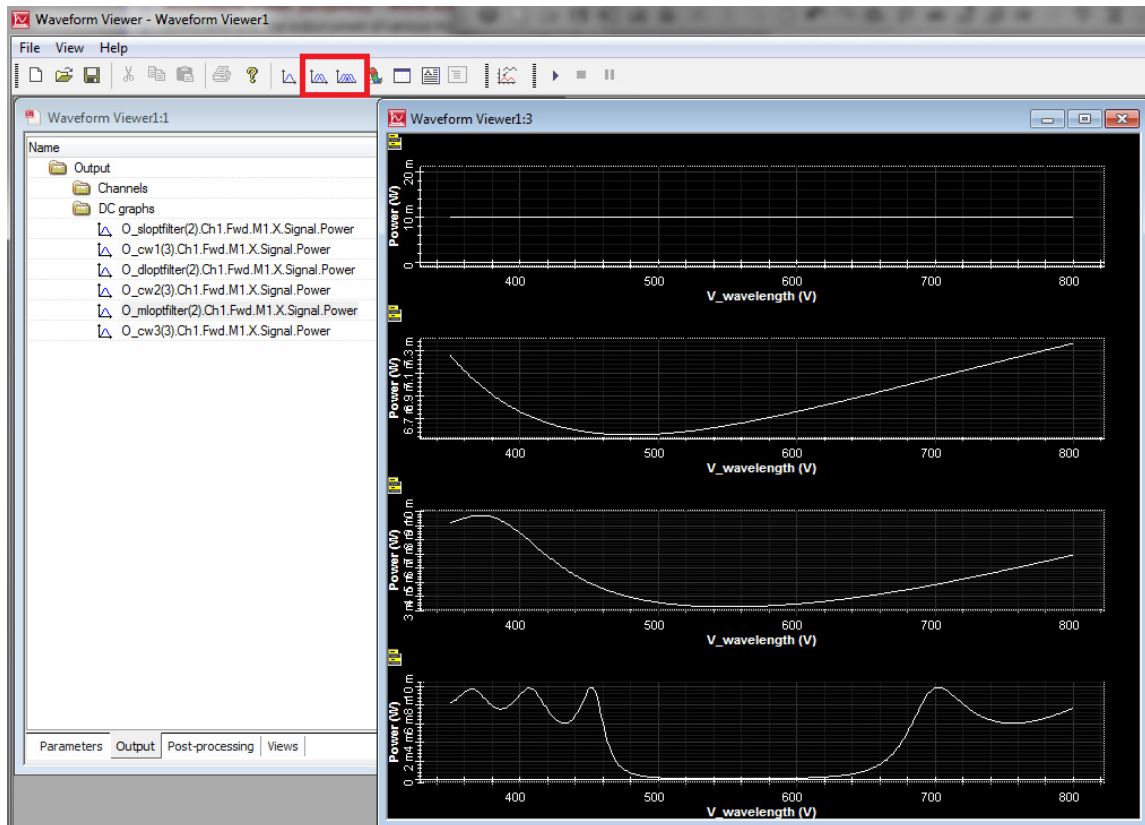 Waveform Viewer - Waveform Viewer1
File View Help
Waveform Viewer1:1
Name
Output
Channels
DC graphs
O_sloptfilter(2).Ch1.Fwd.M1.X.Signal.Power
O_cw1(3).Ch1.Fwd.M1.X.Signal.Power
O_dloptfilter(2).Ch1.Fwd.M1.X.Signal.Power
O_cw2(3).Ch1.Fwd.M1.X.Signal.Power
O_mloptfilter(2).Ch1.Fwd.M1.X.Signal.Power
O_cw3(3).Ch1.Fwd.M1.X.Signal.Power
Parameters Output Post-processing Views
Waveform Viewer1:3
Power (W)
0 10 m 20 m
400 500 600 700 800
V_wavelength (V)
Power (W)
400 500 600 700 800
V_wavelength (V)
Power (W)
400 500 600 700 800
V_wavelength (V)
Power (W)
400 500 600 700 800
V_wavelength (V)